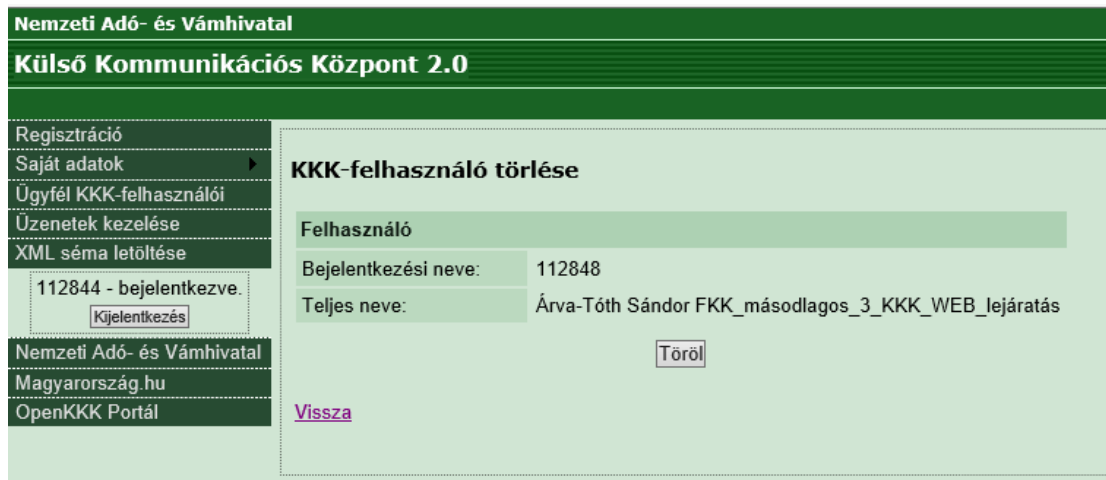 Nemzeti Adó- és Vámhivatal
Külső Kommunikációs Központ 2.0
Regisztráció
Saját adatok
Ügyfél KKK-felhasználói
Üzenetek kezelése
XML séma letöltése
112844 - bejelentkezve.
Kijelentkezés
Nemzeti Adó- és Vámhivatal
Magyarország.hu
OpenKKK Portál
KKK-felhasználó törlése
Felhasználó
Bejelentkezési neve: 112848
Teljes neve: Árva-Tóth Sándor FKK_másodlagos_3_KKK_WEB_lejáratás
Töröl
Vissza